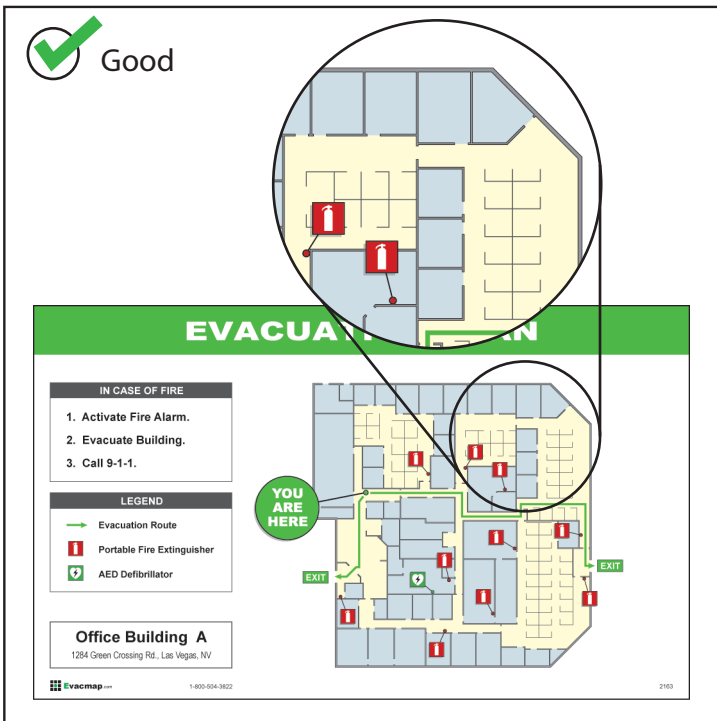 Good
EVACUATI AN
IN CASE OF FIRE
1. Activate Fire Alarm.
2. Evacuate Building.
3. Call 9-1-1.
LEGEND
Evacuation Route
Portable Fire Extinguisher
AED Defibrillator
YOU
ARE
HERE
EXIT
EXIT
Office Building A
1284 Green Crossing Rd., Las Vegas, NV
Evacmap.com
1-800-504-3822
2163